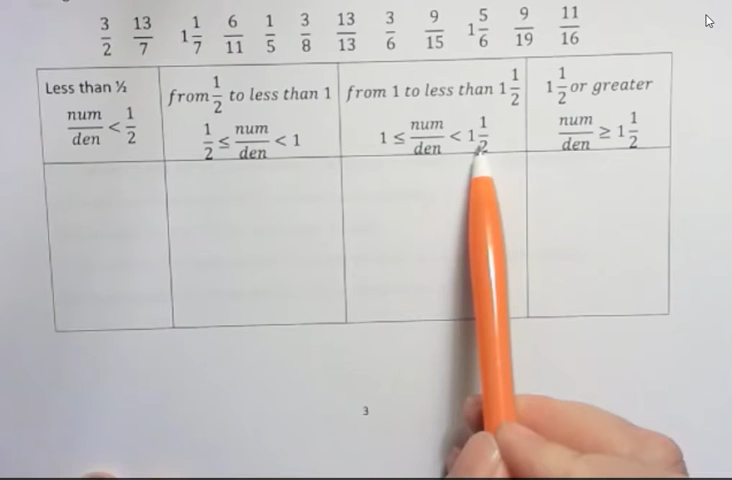 3/2 13/7 1 1/7 6/11 1/5 3/8 13/13 3/6 9/15 1 5/6 9/19 11/16
Less than ½
num/den < 1/2
from 1/2 to less than 1
1/2 ≤ num/den < 1
from 1 to less than 1 1/2
1 ≤ num/den < 1 1/2
1 1/2 or greater
num/den ≥ 1 1/2
3